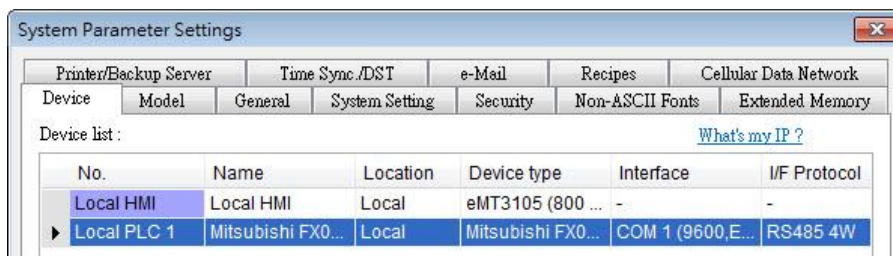 System Parameter Settings
Printer/Backup Server Time Sync./DST e-Mail Recipes Cellular Data Network
Device Model General System Setting Security Non-ASCII Fonts Extended Memory
Device list : What's my IP ?
No. Name Location Device type Interface I/F Protocol
Local HMI Local HMI Local eMT3105 (800 ... - -
Local PLC 1 Mitsubishi FX0... Local Mitsubishi FX0... COM 1 (9600,E... RS485 4W